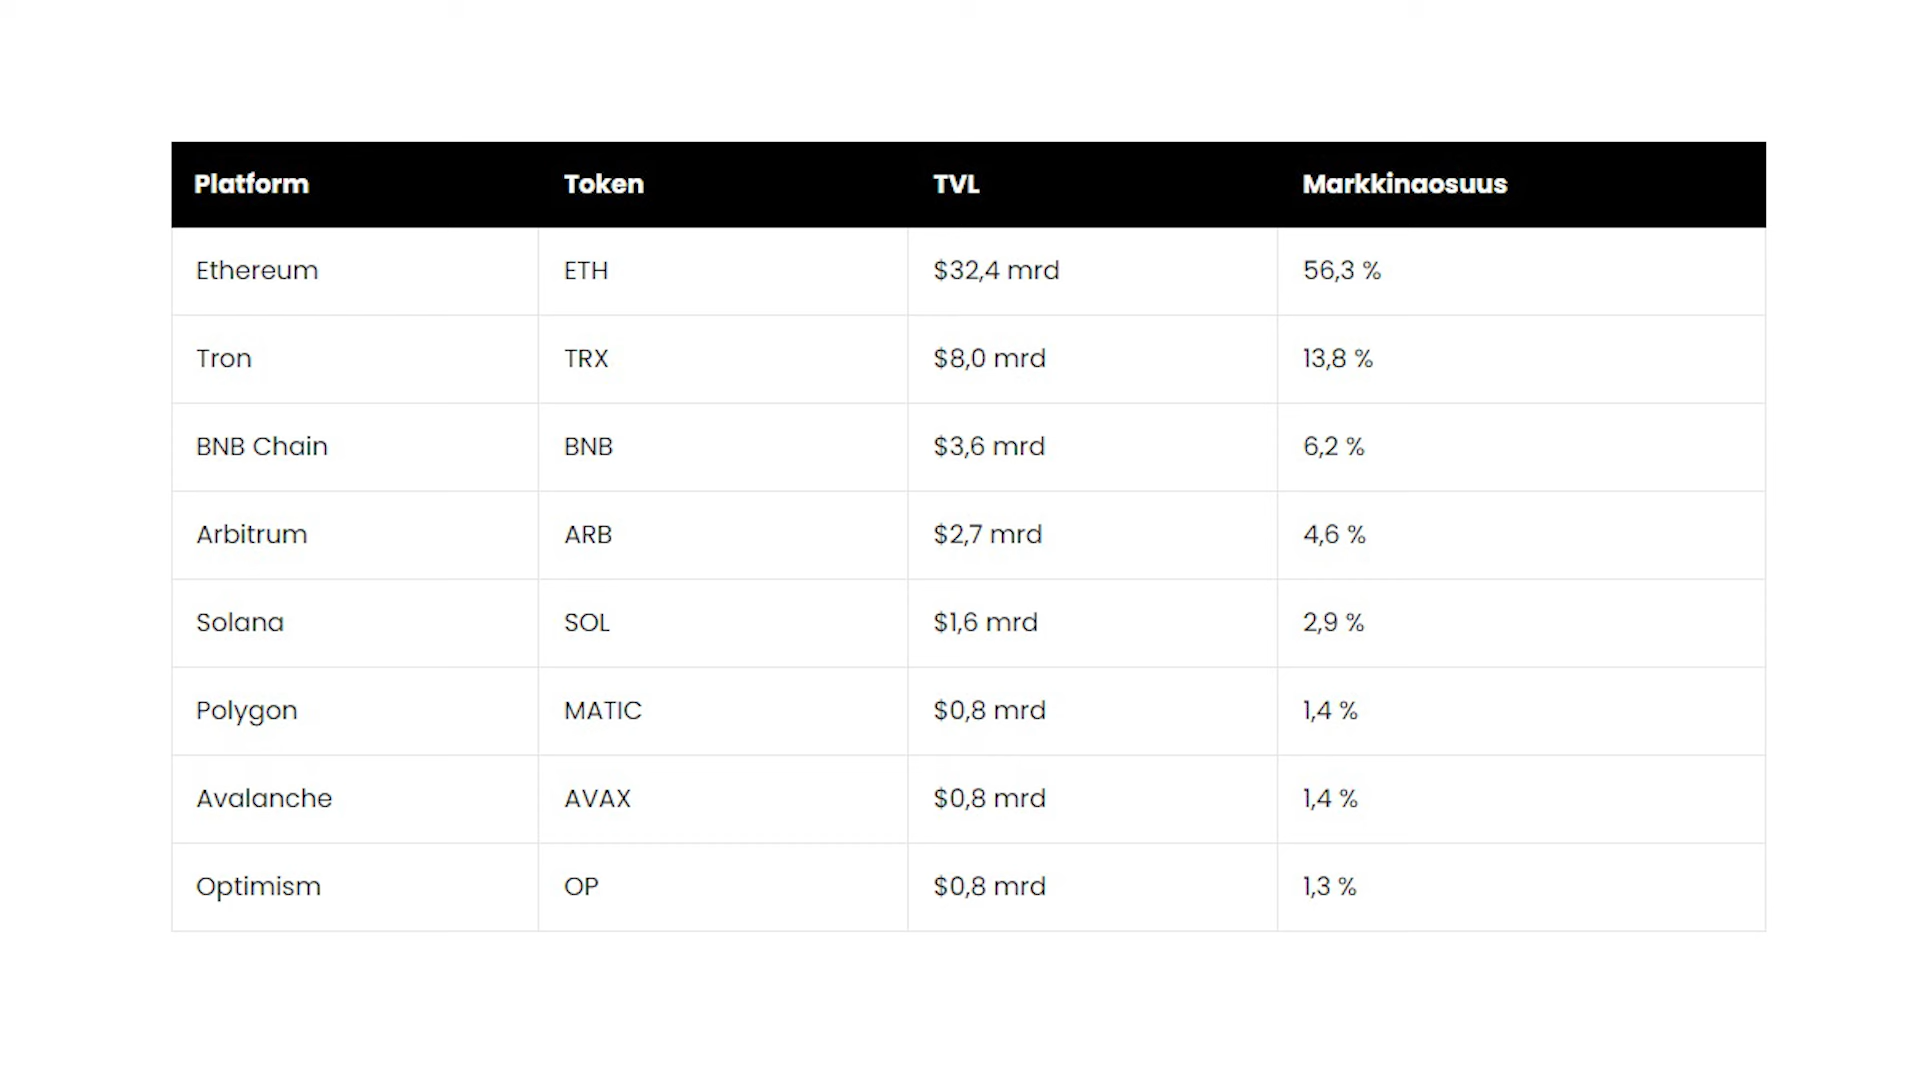 Platform Token TVL Markkinaosuus
Ethereum ETH $32,4 mrd 56,3 %
Tron TRX $8,0 mrd 13,8 %
BNB Chain BNB $3,6 mrd 6,2 %
Arbitrum ARB $2,7 mrd 4,6 %
Solana SOL $1,6 mrd 2,9 %
Polygon MATIC $0,8 mrd 1,4 %
Avalanche AVAX $0,8 mrd 1,4 %
Optimism OP $0,8 mrd 1,3 %